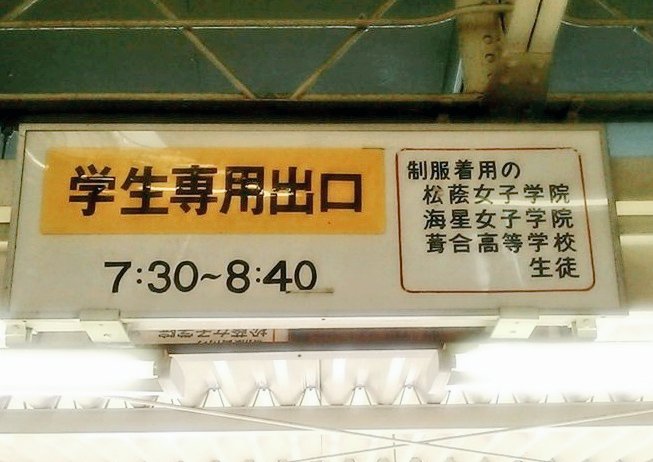 学生専用出口
7:30~8:40
制服着用の
松蔭女子学院
海星女子学院
葺合高等学校
生徒